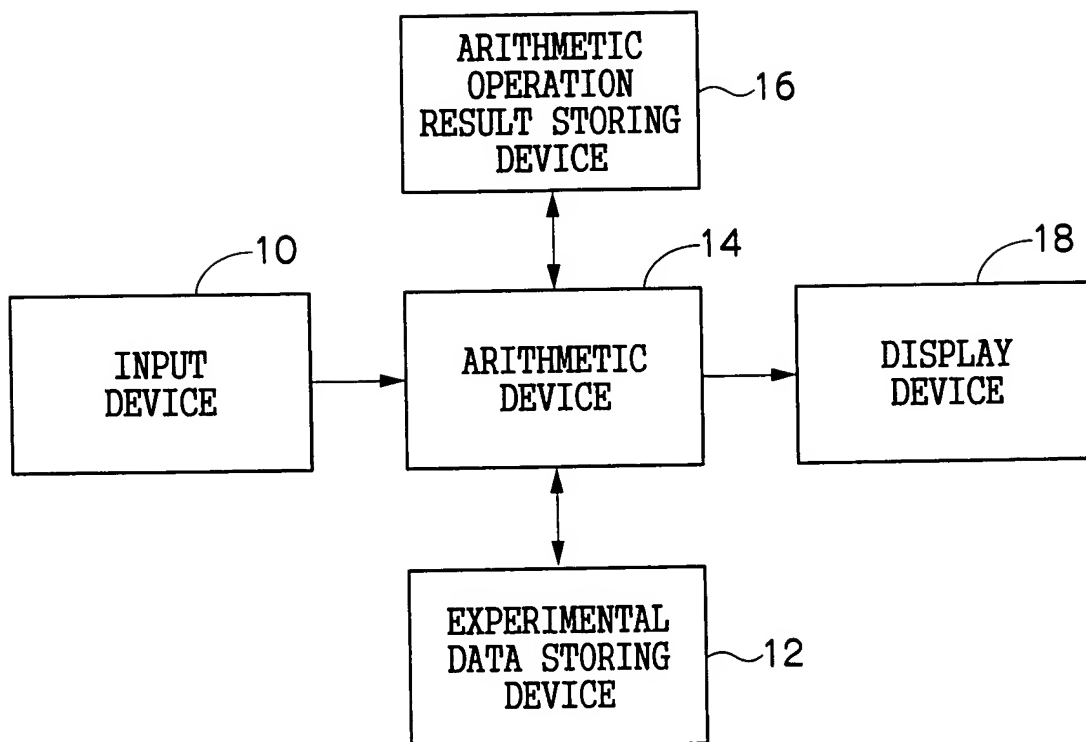 ARITHMETIC
OPERATION
RESULT STORING
DEVICE
16
10
INPUT
DEVICE
14
ARITHMETIC
DEVICE
18
DISPLAY
DEVICE
EXPERIMENTAL
DATA STORING
DEVICE
12